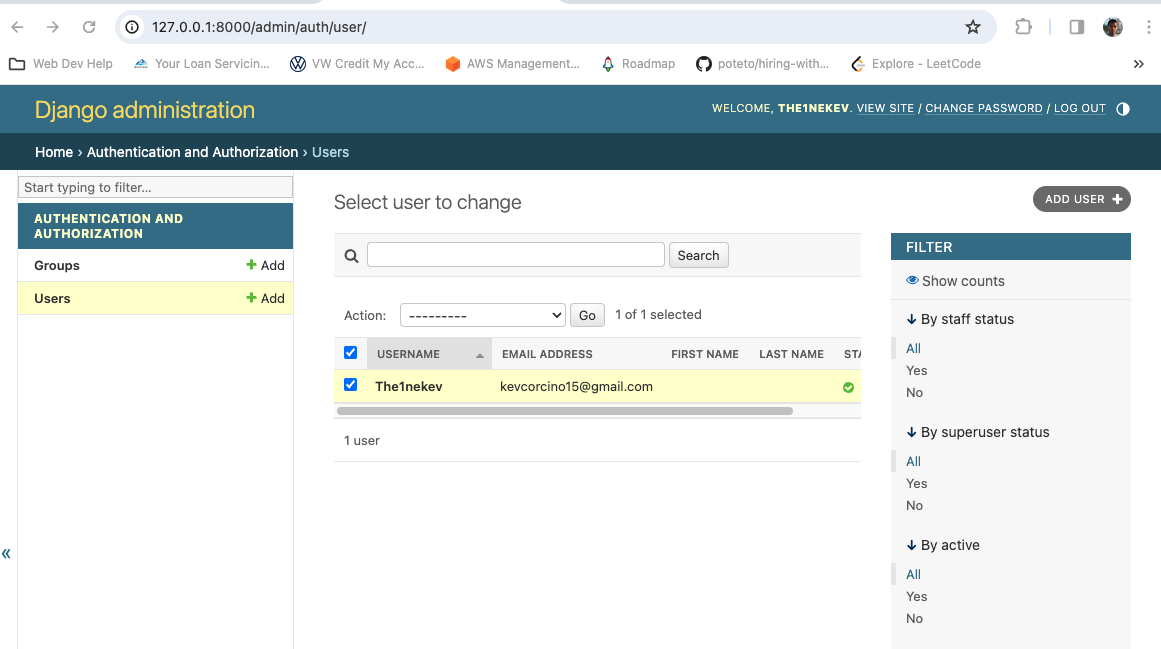 127.0.0.1:8000/admin/auth/user/
Web Dev Help Your Loan Servicin... VW Credit My Acc... AWS Management... Roadmap poteto/hiring-with... Explore - LeetCode »
Django administration
WELCOME, THE1NEKEV. VIEW SITE / CHANGE PASSWORD / LOG OUT
Home › Authentication and Authorization › Users
Start typing to filter...
AUTHENTICATION AND
AUTHORIZATION
Groups + Add
Users + Add
«
Select user to change
ADD USER +
Search
Action: --------- Go 1 of 1 selected
USERNAME EMAIL ADDRESS FIRST NAME LAST NAME STA
The1nekev kevcorcino15@gmail.com
1 user
FILTER
Show counts
↓ By staff status
All
Yes
No
↓ By superuser status
All
Yes
No
↓ By active
All
Yes
No